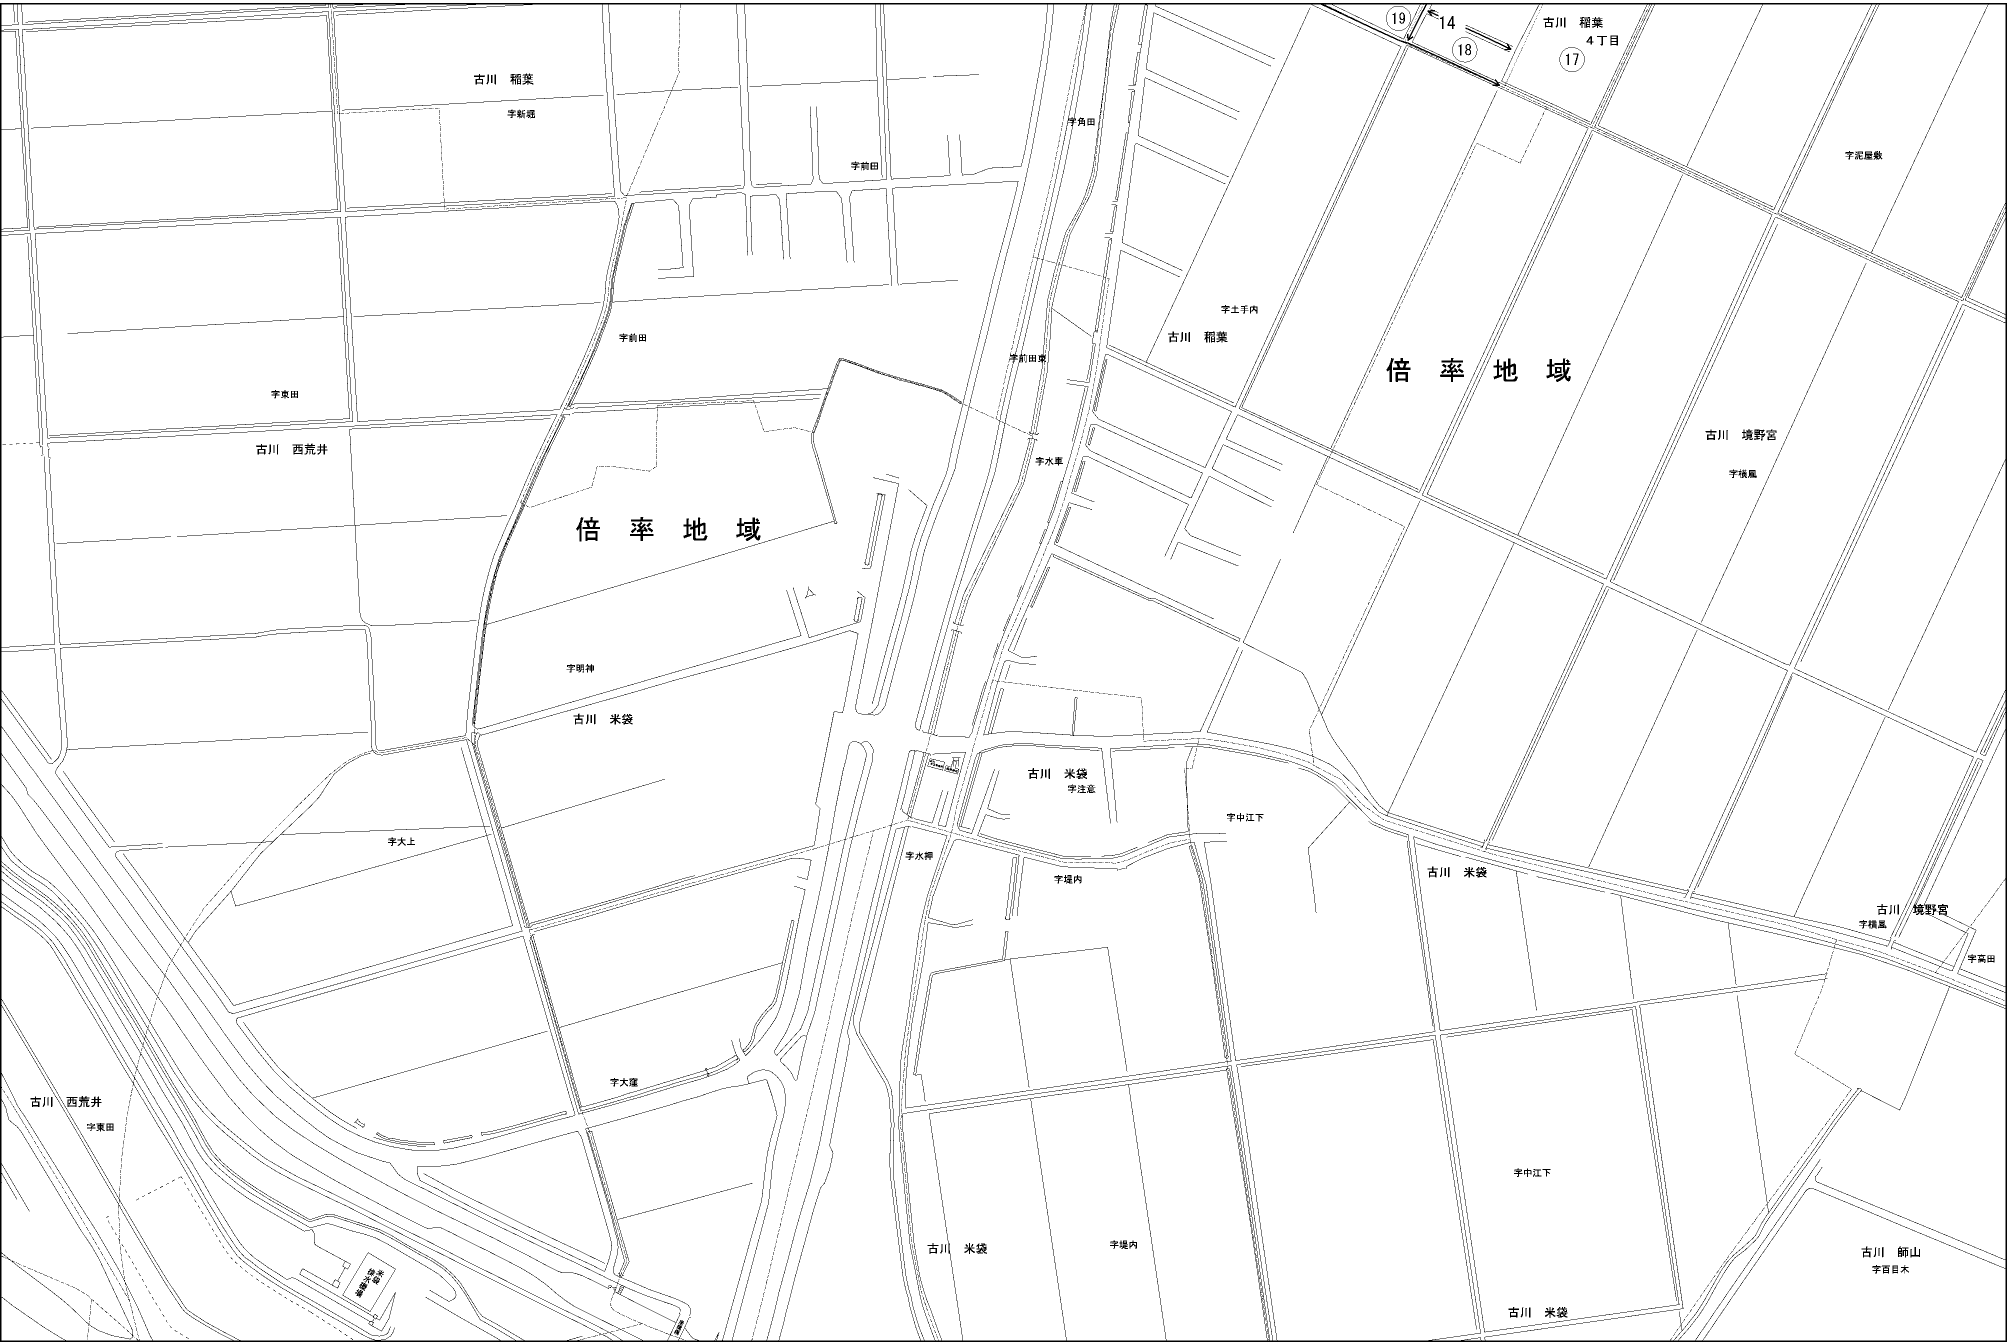 19
14
18
17
古川　稲葉
４丁目
古川　稲葉
字新堀
字角田
字前田
字泥屋敷
字土手内
古川　稲葉
字前田
字前田東
倍率地域
字東田
古川　境野宮
古川　西荒井
字水車
字横風
倍率地域
字明神
古川　米袋
古川　米袋
字注意
字中江下
字大上
字水押
古川　米袋
字堤内
古川　境野宮
字横風
字高田
字大窪
古川　西荒井
字東田
字中江下
古川　米袋
字堤内
古川　師山
字百目木
古川　米袋